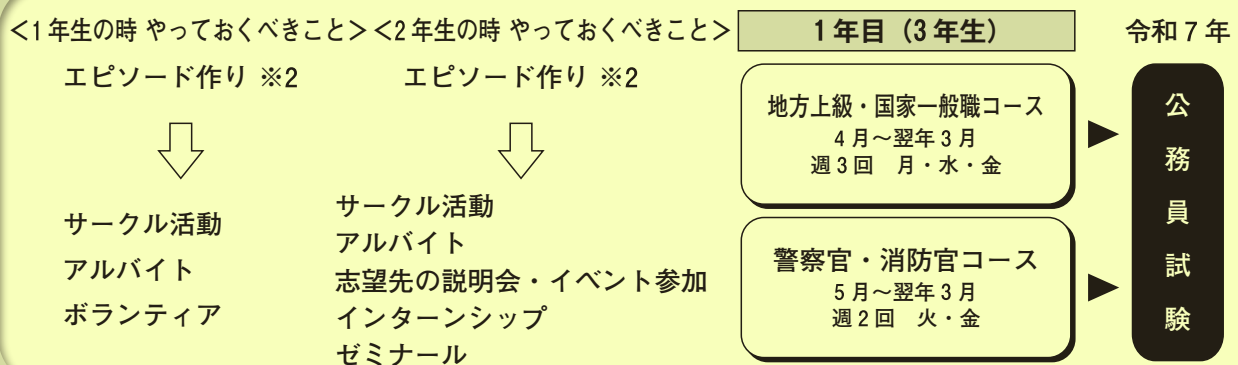 <1年生の時 やっておくべきこと>
エピソード作り ※2
サークル活動
アルバイト
ボランティア
<2年生の時 やっておくべきこと>
エピソード作り ※2
サークル活動
アルバイト
志望先の説明会・イベント参加
インターンシップ
ゼミナール
1年目(3年生)
地方上級・国家一般職コース
4月~翌年3月
週3回 月・水・金
警察官・消防官コース
5月~翌年3月
週2回 火・金
令和7年
公務員試験